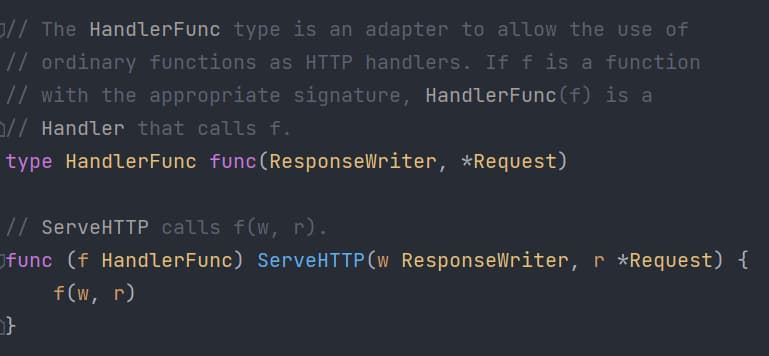 // The HandlerFunc type is an adapter to allow the use of
// ordinary functions as HTTP handlers. If f is a function
// with the appropriate signature, HandlerFunc(f) is a
// Handler that calls f.
type HandlerFunc func(ResponseWriter, *Request)
// ServeHTTP calls f(w, r).
func (f HandlerFunc) ServeHTTP(w ResponseWriter, r *Request) {
    f(w, r)
}